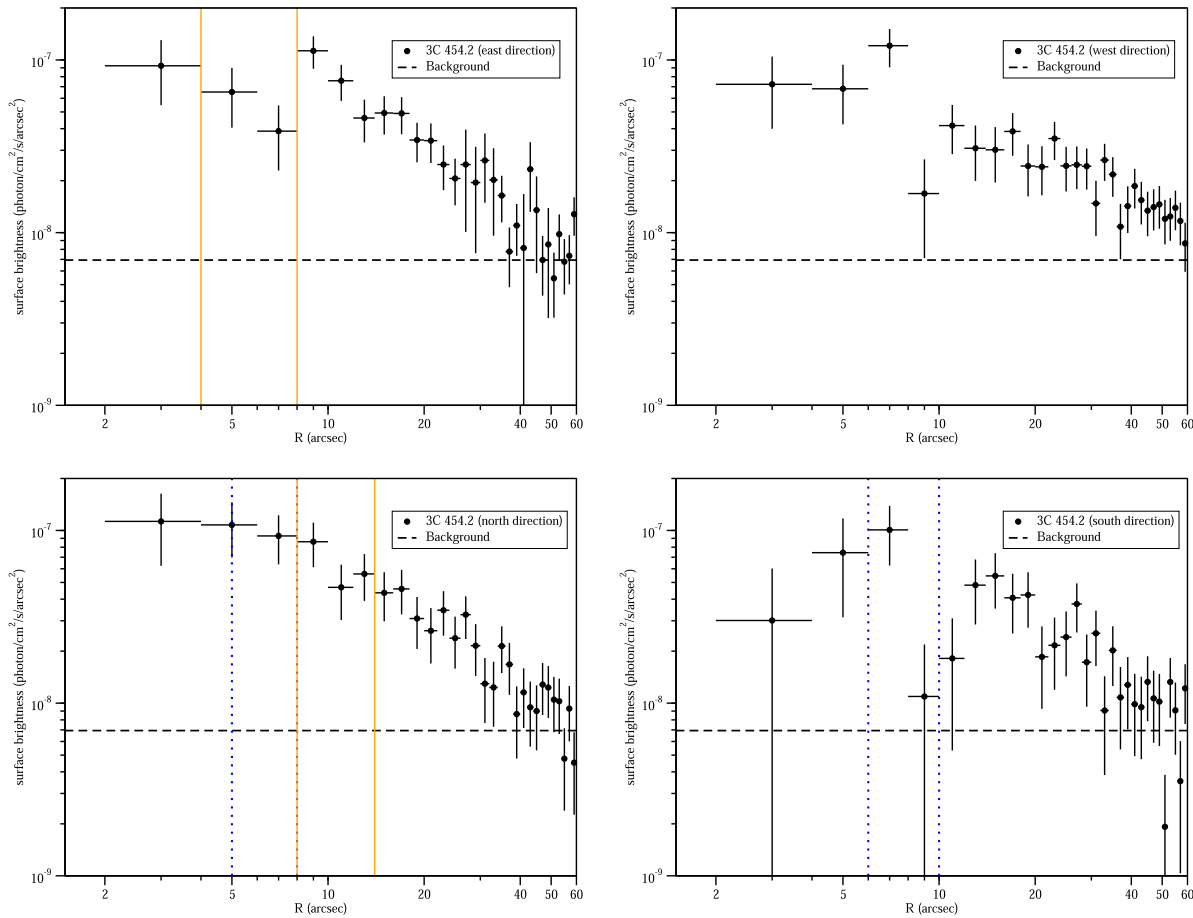 surface brightness (photon/cm²/s/arcsec²)
10⁻⁷
10⁻⁸
10⁻⁹
3C 454.2 (east direction)
Background
2 5 10 20 40 50 60
R (arcsec)
surface brightness (photon/cm²/s/arcsec²)
10⁻⁷
10⁻⁸
10⁻⁹
3C 454.2 (west direction)
Background
2 5 10 20 40 50 60
R (arcsec)
surface brightness (photon/cm²/s/arcsec²)
10⁻⁷
10⁻⁸
10⁻⁹
3C 454.2 (north direction)
Background
2 5 10 20 40 50 60
R (arcsec)
surface brightness (photon/cm²/s/arcsec²)
10⁻⁷
10⁻⁸
10⁻⁹
3C 454.2 (south direction)
Background
2 5 10 20 40 50 60
R (arcsec)